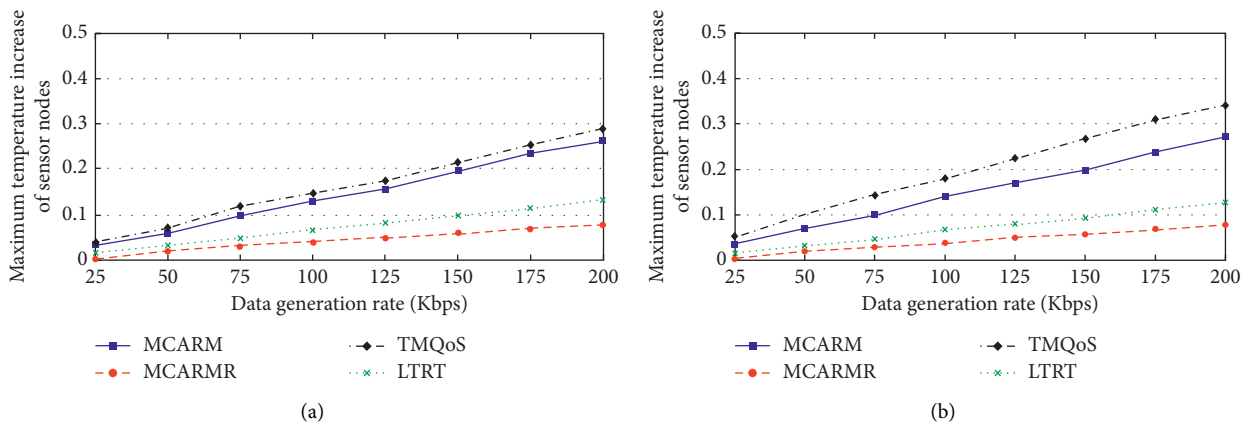 Maximum temperature increase
of sensor nodes
0.5
0.4
0.3
0.2
0.1
0
25 50 75 100 125 150 175 200
Data generation rate (Kbps)
MCARM TMQoS
MCARMR LTRT
(a)
Maximum temperature increase
of sensor nodes
0.5
0.4
0.3
0.2
0.1
0
25 50 75 100 125 150 175 200
Data generation rate (Kbps)
MCARM TMQoS
MCARMR LTRT
(b)